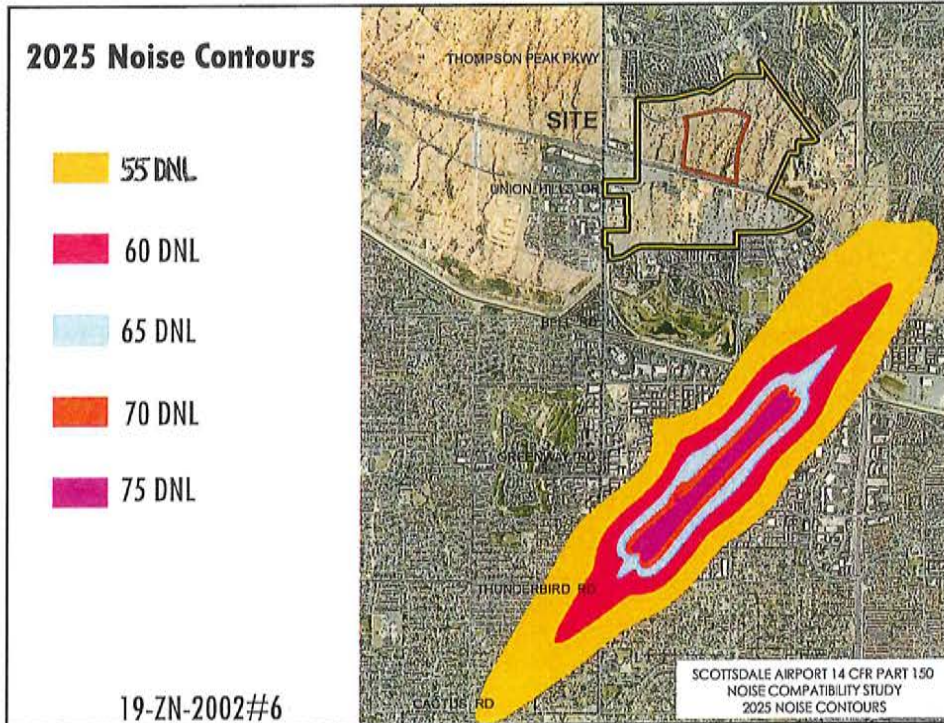 2025 Noise Contours
55 DNL
60 DNL
65 DNL
70 DNL
75 DNL
19-ZN-2002#6
THOMPSON PEAK PKWY
SITE
UNION HILLS DR
BELL RD
GREENWAY RD
THUNDERBIRD RD
CACTUS RD
SCOTTSDALE AIRPORT 14 CFR PART 150
NOISE COMPATIBILITY STUDY
2025 NOISE CONTOURS